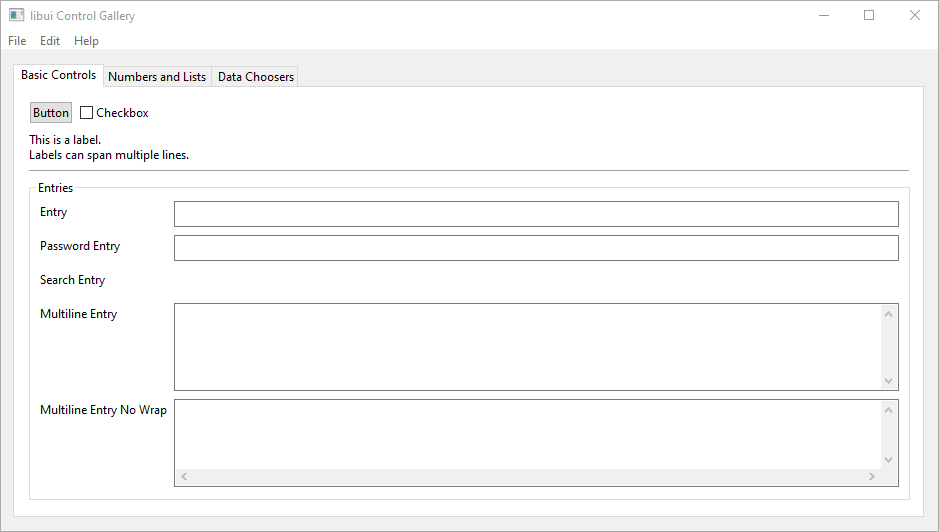 libui Control Gallery
File Edit Help
Basic Controls Numbers and Lists Data Choosers
Button Checkbox
This is a label.
Labels can span multiple lines.
Entries
Entry
Password Entry
Search Entry
Multiline Entry
Multiline Entry No Wrap